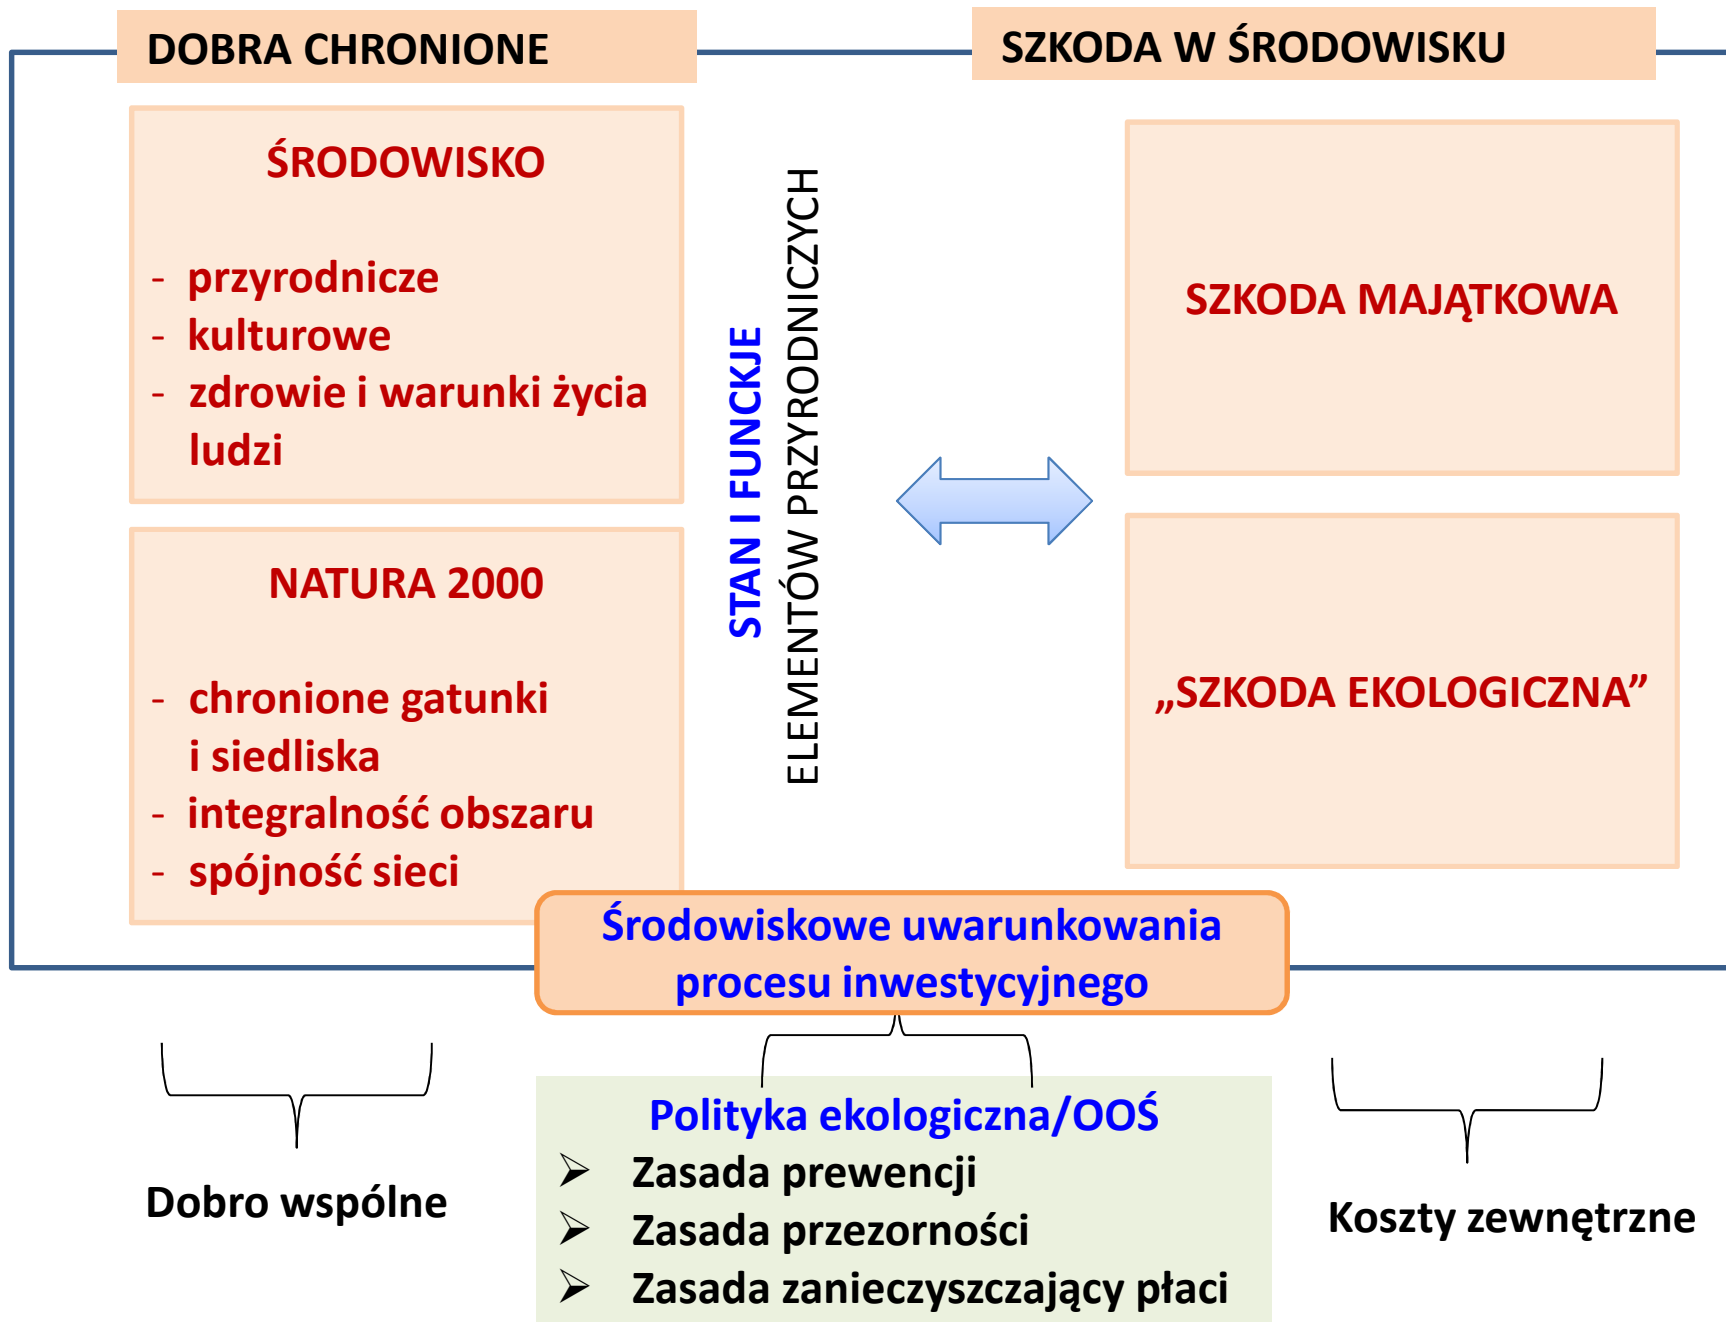 DOBRA CHRONIONE
SZKODA W ŚRODOWISKU
ŚRODOWISKO
- przyrodnicze
- kulturowe
- zdrowie i warunki życia
ludzi
NATURA 2000
- chronione gatunki
i siedliska
- integralność obszaru
- spójność sieci
STAN I FUNCKJE
ELEMENTÓW PRZYRODNICZYCH
SZKODA MAJĄTKOWA
„SZKODA EKOLOGICZNA”
Środowiskowe uwarunkowania
procesu inwestycyjnego
Dobro wspólne
Polityka ekologiczna/OOŚ
➢ Zasada prewencji
➢ Zasada przezorności
➢ Zasada zanieczyszczający płaci
Koszty zewnętrzne